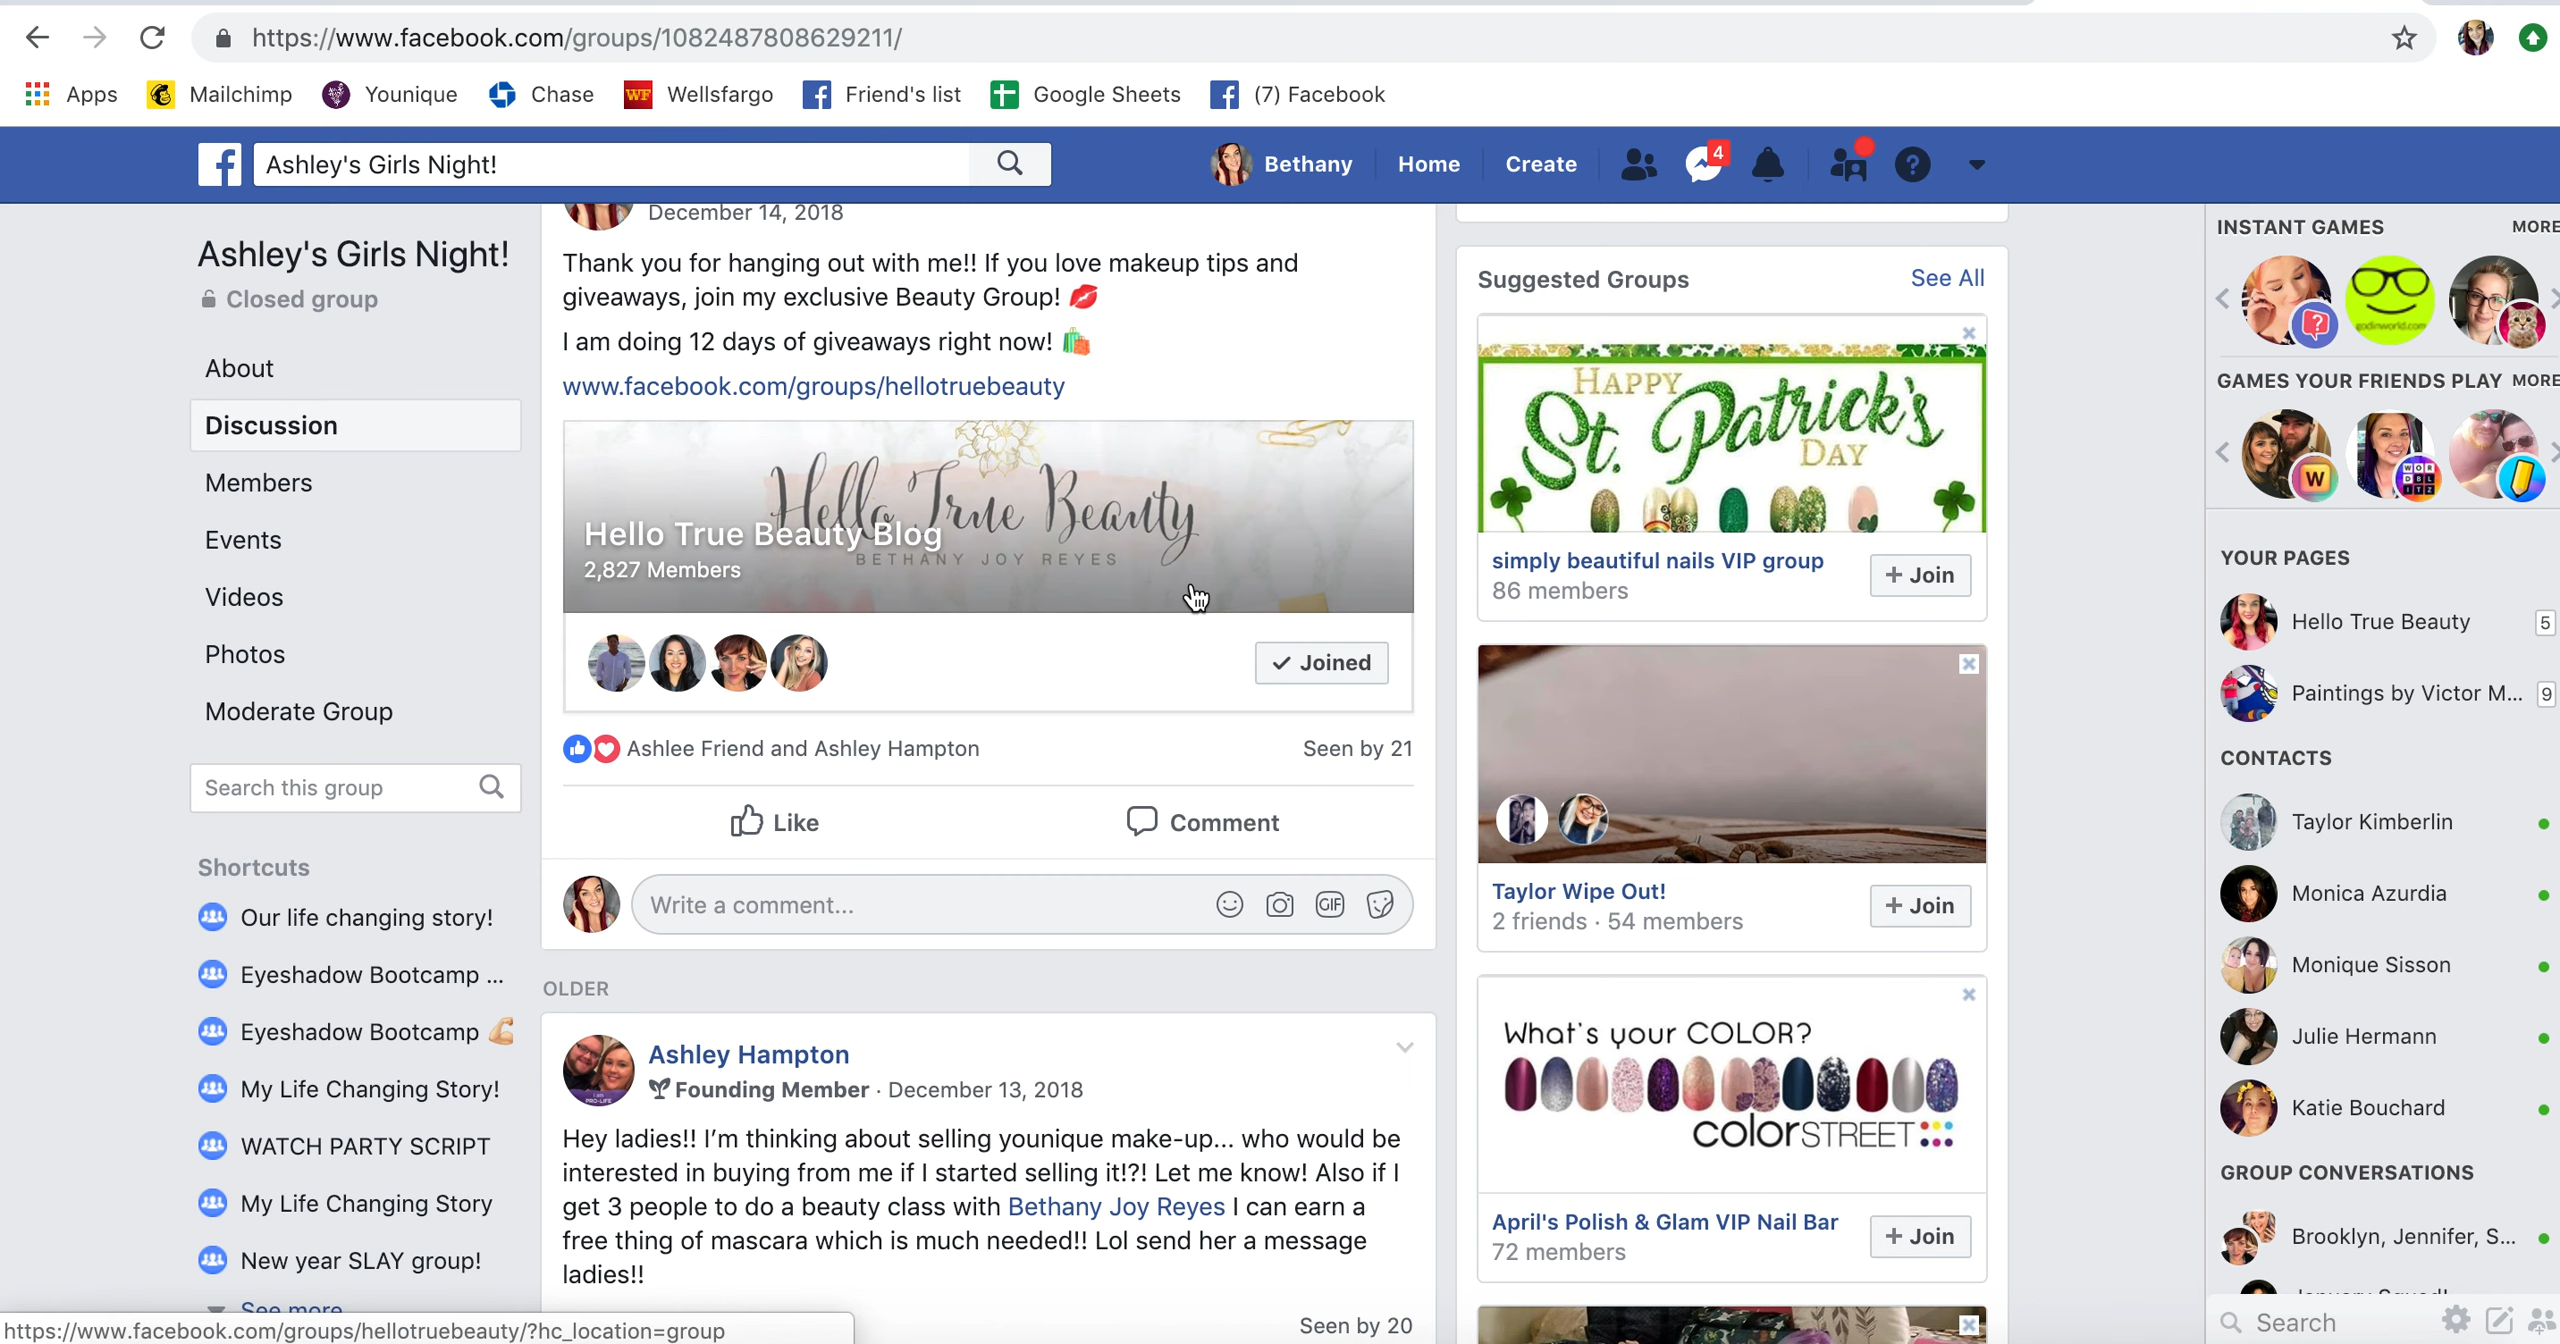 https://www.facebook.com/groups/1082487808629211/
Apps Mailchimp Younique Chase WF Wellsfargo Friend's list Google Sheets (7) Facebook
Ashley's Girls Night!
Bethany Home Create 4
Ashley's Girls Night!
Closed group
About
Discussion
Members
Events
Videos
Photos
Moderate Group
Search this group
Shortcuts
Our life changing story!
Eyeshadow Bootcamp ...
Eyeshadow Bootcamp 💪
My Life Changing Story!
WATCH PARTY SCRIPT
My Life Changing Story
New year SLAY group!
See more
https://www.facebook.com/groups/hellotruebeauty/?hc_location=group
December 14, 2018
Thank you for hanging out with me!! If you love makeup tips and
giveaways, join my exclusive Beauty Group! 💋
I am doing 12 days of giveaways right now! 🛍️
www.facebook.com/groups/hellotruebeauty
Hello True Beauty
BETHANY JOY REYES
Hello True Beauty Blog
2,827 Members
Joined
Ashlee Friend and Ashley Hampton
Seen by 21
Like
Comment
Write a comment...
GIF
OLDER
Ashley Hampton
Founding Member · December 13, 2018
Hey ladies!! I'm thinking about selling younique make-up... who would be
interested in buying from me if I started selling it!?! Let me know! Also if I
get 3 people to do a beauty class with Bethany Joy Reyes I can earn a
free thing of mascara which is much needed!! Lol send her a message
ladies!!
Seen by 20
Suggested Groups
See All
HAPPY
St. Patrick's
DAY
simply beautiful nails VIP group
86 members
+ Join
Taylor Wipe Out!
2 friends · 54 members
+ Join
What's your COLOR?
colorSTREET
April's Polish & Glam VIP Nail Bar
72 members
+ Join
INSTANT GAMES
MORE
godinworld.com
GAMES YOUR FRIENDS PLAY
MORE
W
YOUR PAGES
Hello True Beauty
5
Paintings by Victor M...
9
CONTACTS
Taylor Kimberlin
Monica Azurdia
Monique Sisson
Julie Hermann
Katie Bouchard
GROUP CONVERSATIONS
Brooklyn, Jennifer, S...
Search